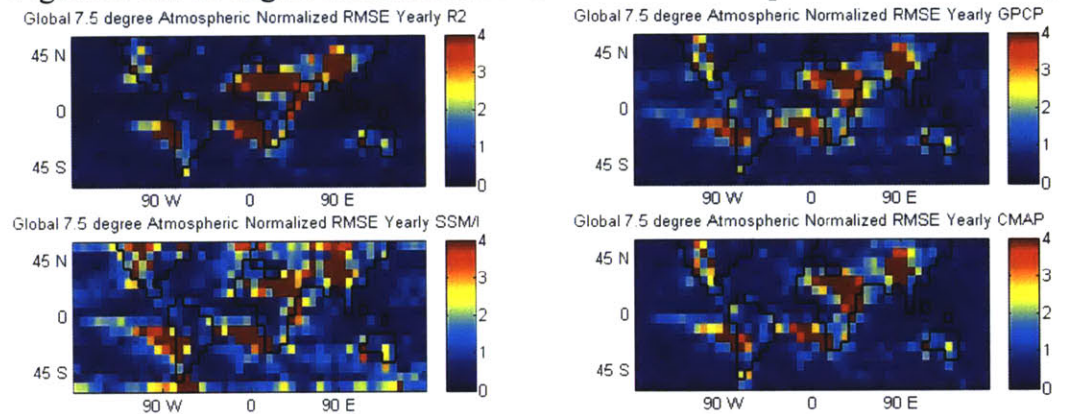 Global 7.5 degree Atmospheric Normalized RMSE Yearly R2
45 N
0
45 S
90 W 0 90 E
4
3
2
1
0
Global 7.5 degree Atmospheric Normalized RMSE Yearly GPCP
45 N
0
45 S
90 W 0 90 E
4
3
2
1
0
Global 7.5 degree Atmospheric Normalized RMSE Yearly SSM/I
45 N
0
45 S
90 W 0 90 E
4
3
2
1
0
Global 7.5 degree Atmospheric Normalized RMSE Yearly CMAP
45 N
0
45 S
90 W 0 90 E
4
3
2
1
0